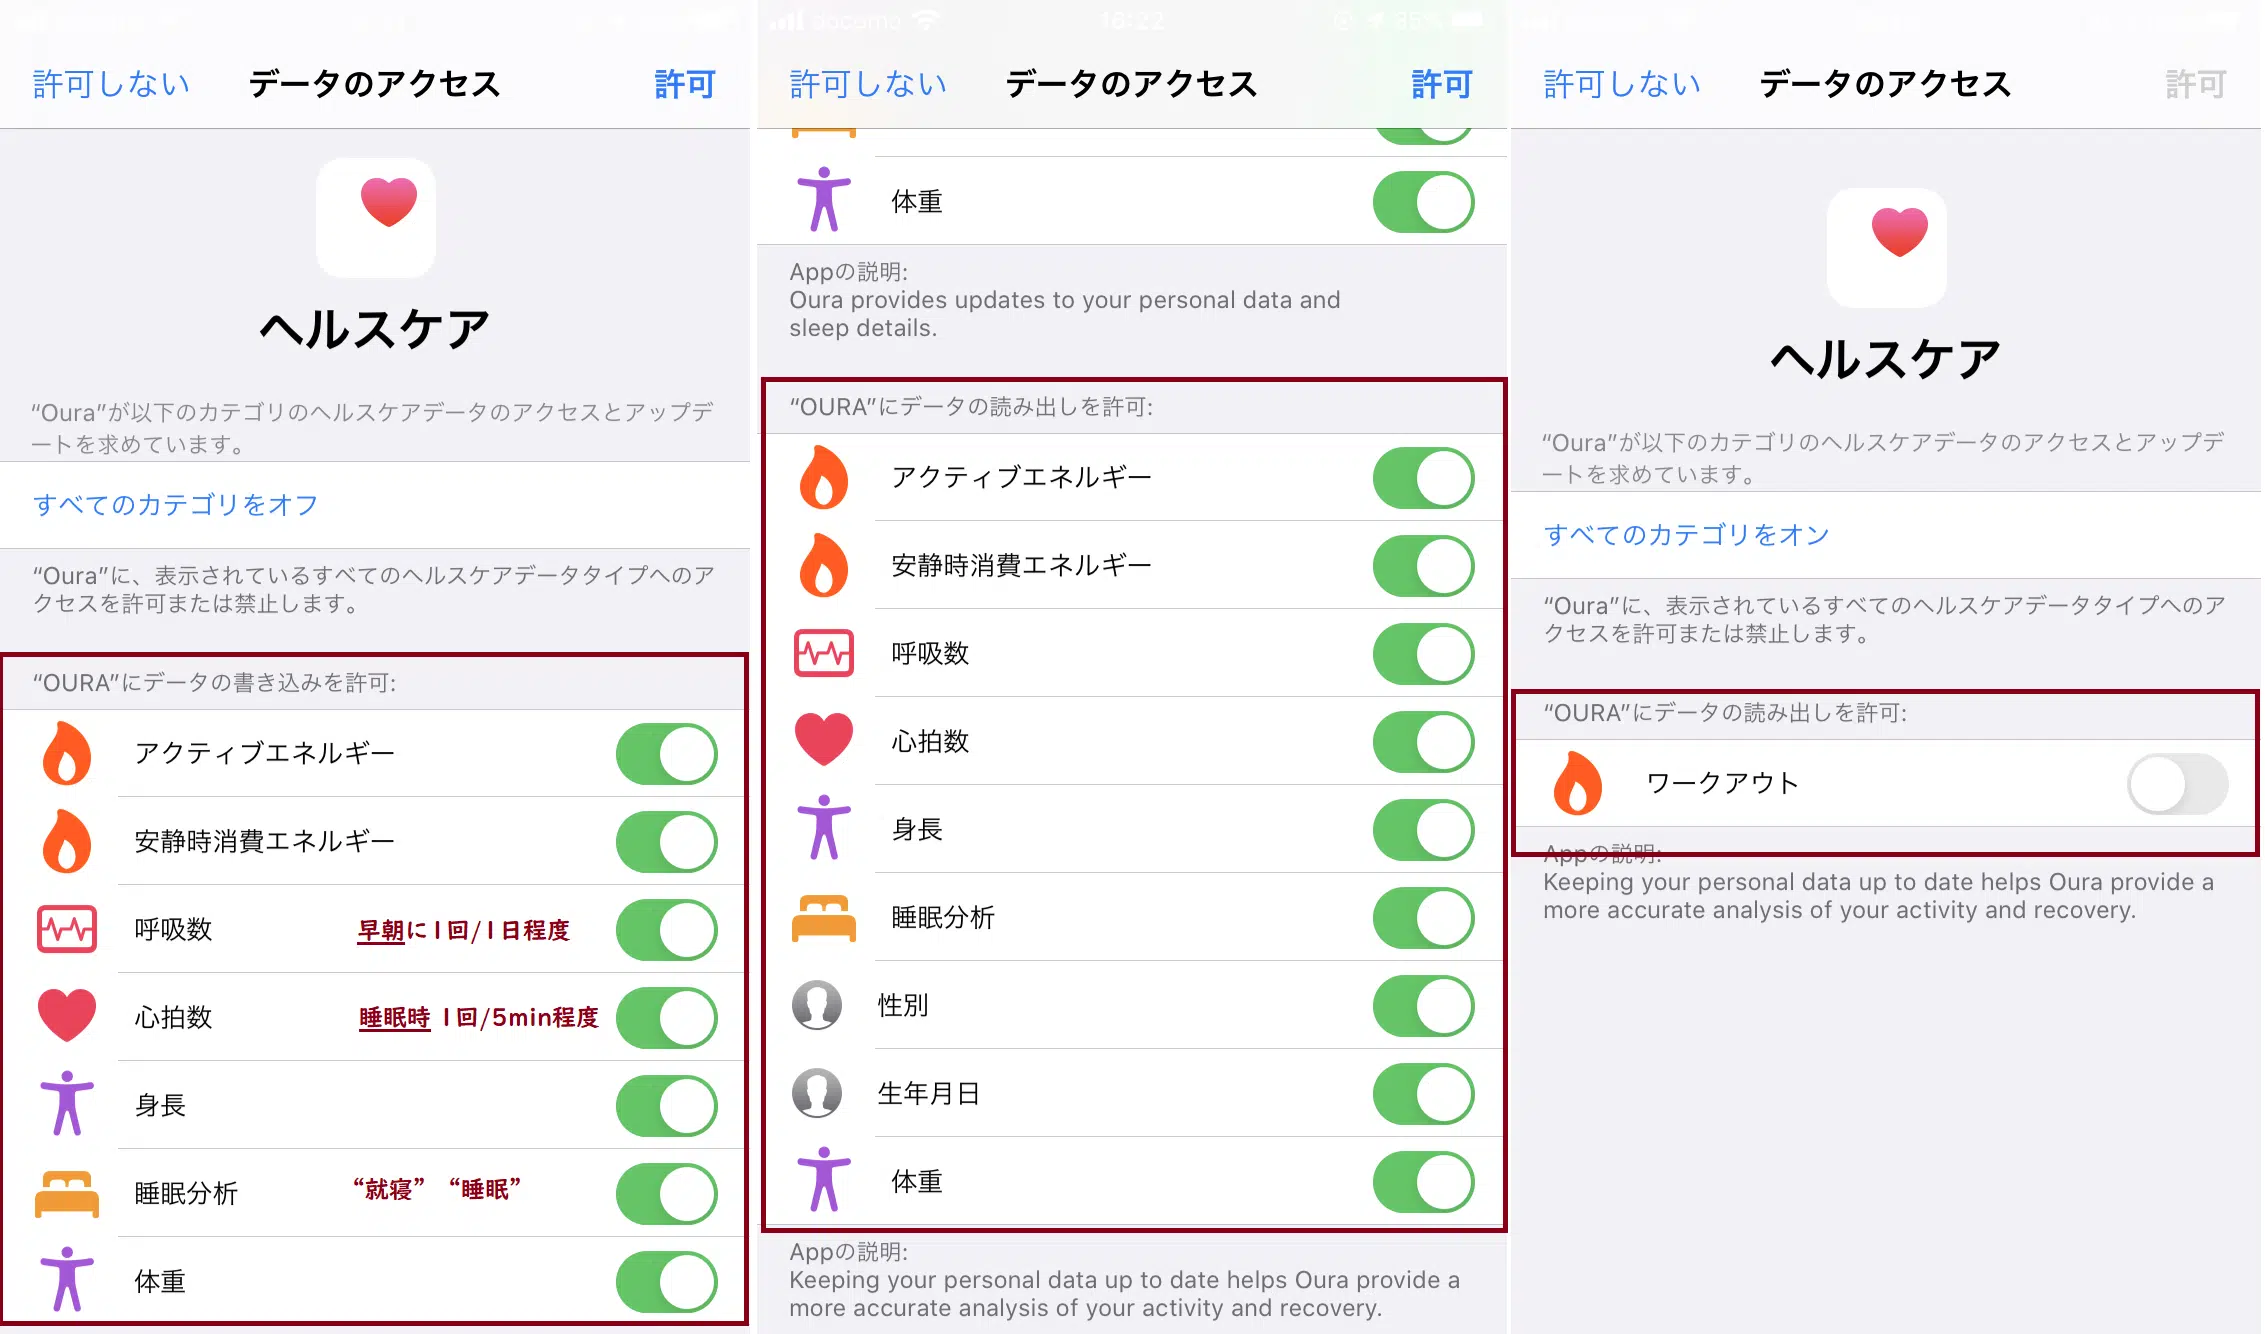 許可しない データのアクセス 許可
ヘルスケア
“Oura”が以下のカテゴリのヘルスケアデータのアクセスとアップデ
ートを求めています。
すべてのカテゴリをオフ
“Oura”に、表示されているすべてのヘルスケアデータタイプへのア
クセスを許可または禁止します。
“OURA”にデータの書き込みを許可:
アクティブエネルギー
安静時消費エネルギー
呼吸数 早朝に1回/1日程度
心拍数 睡眠時 1回/5min程度
身長
睡眠分析 “就寝” “睡眠”
体重
docomo 16:22
許可しない データのアクセス 許可
体重
Appの説明:
Oura provides updates to your personal data and
sleep details.
“OURA”にデータの読み出しを許可:
アクティブエネルギー
安静時消費エネルギー
呼吸数
心拍数
身長
睡眠分析
性別
生年月日
体重
Appの説明:
Keeping your personal data up to date helps Oura provide a
more accurate analysis of your activity and recovery.
許可しない データのアクセス 許可
ヘルスケア
“Oura”が以下のカテゴリのヘルスケアデータのアクセスとアップデ
ートを求めています。
すべてのカテゴリをオン
“Oura”に、表示されているすべてのヘルスケアデータタイプへのア
クセスを許可または禁止します。
“OURA”にデータの読み出しを許可:
ワークアウト
Appの説明:
Keeping your personal data up to date helps Oura provide a
more accurate analysis of your activity and recovery.